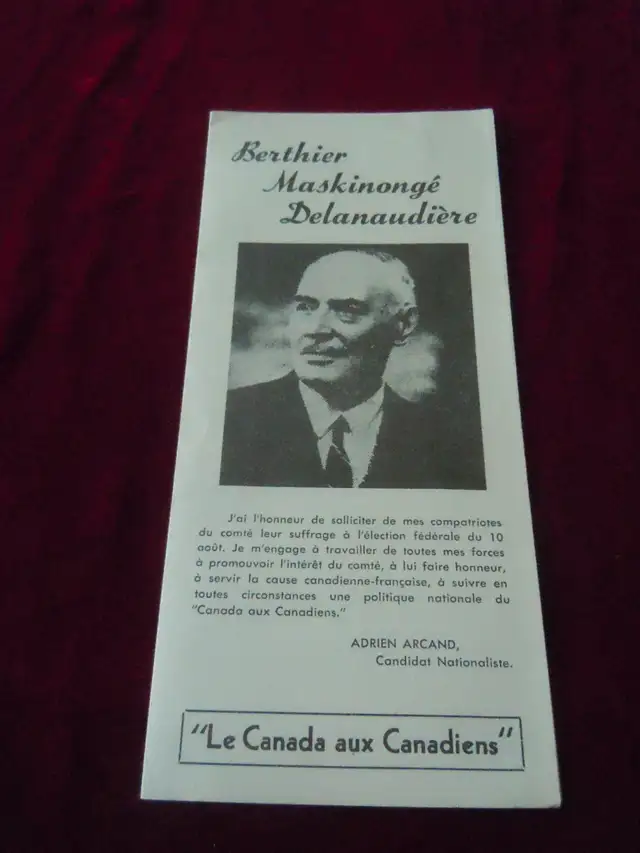 Berthier
Maskinongé
Delanaudière
J'ai l'honneur de solliciter de mes compatriotes
du comté leur suffrage à l'élection fédérale du 10
août. Je m'engage à travailler de toutes mes forces
à promouvoir l'intérêt du comté, à lui faire honneur,
à servir la cause canadienne-française, à suivre en
toutes circonstances une politique nationale du
"Canada aux Canadiens."
ADRIEN ARCAND,
Candidat Nationaliste.
"Le Canada aux Canadiens"